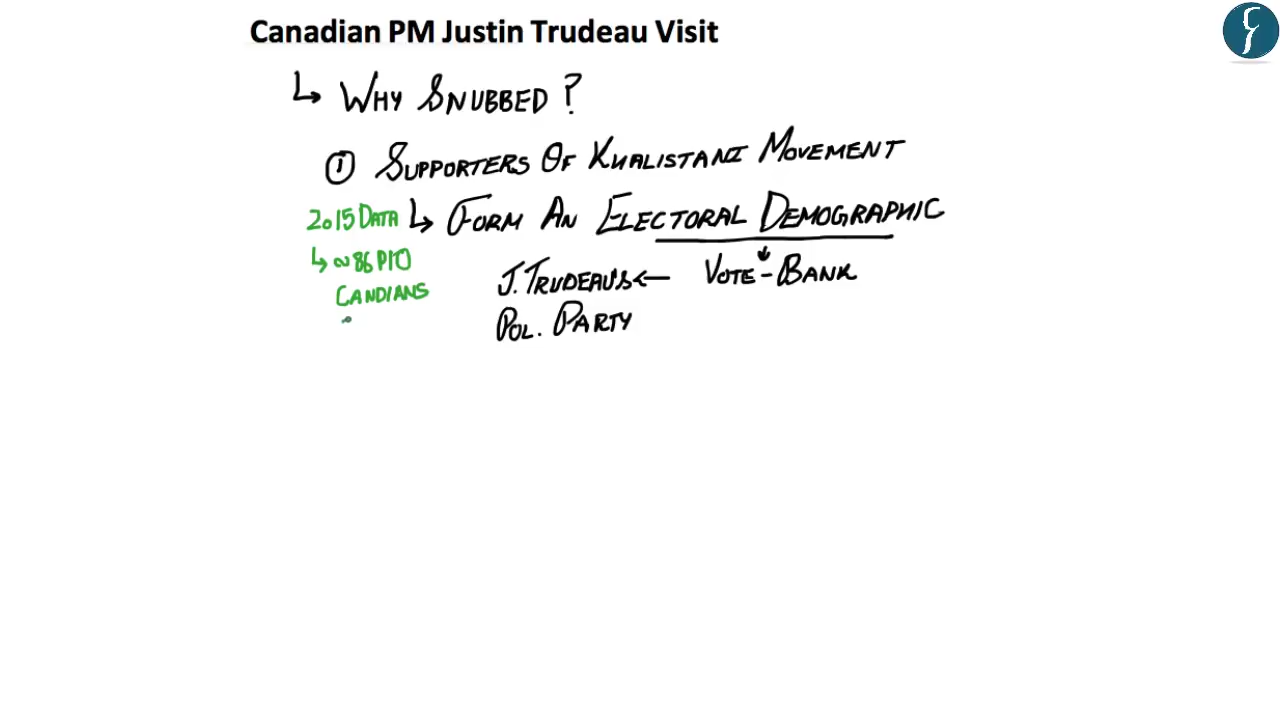 Canadian PM Justin Trudeau Visit
↳ WHY SNUBBED?
① SUPPORTERS OF KHALISTANI MOVEMENT
2015 DATA ↳ FORM AN ELECTORAL DEMOGRAPHIC
↳ ~86 PIO
CANDIANS
J. TRUDEAU'S ← VOTE-BANK
POL. PARTY